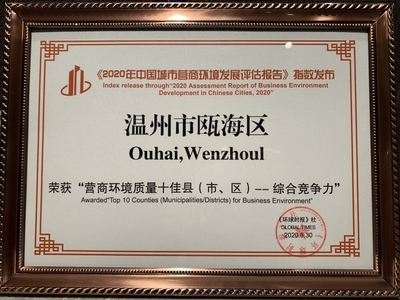 《2020年中国城市营商环境发展评估报告》指数发布
Index release through"2020 Assessment Report of Business Environment
Development in Chinese Cities, 2020"
温州市瓯海区
Ouhai,Wenzhoul
荣获“营商环境质量十佳县（市、区）-- 综合竞争力”
Awarded"Top 10 Counties (Municipalities/Districts) for Business Environment"
《环球时报》社
GLOBALTIMES
2020.8.30